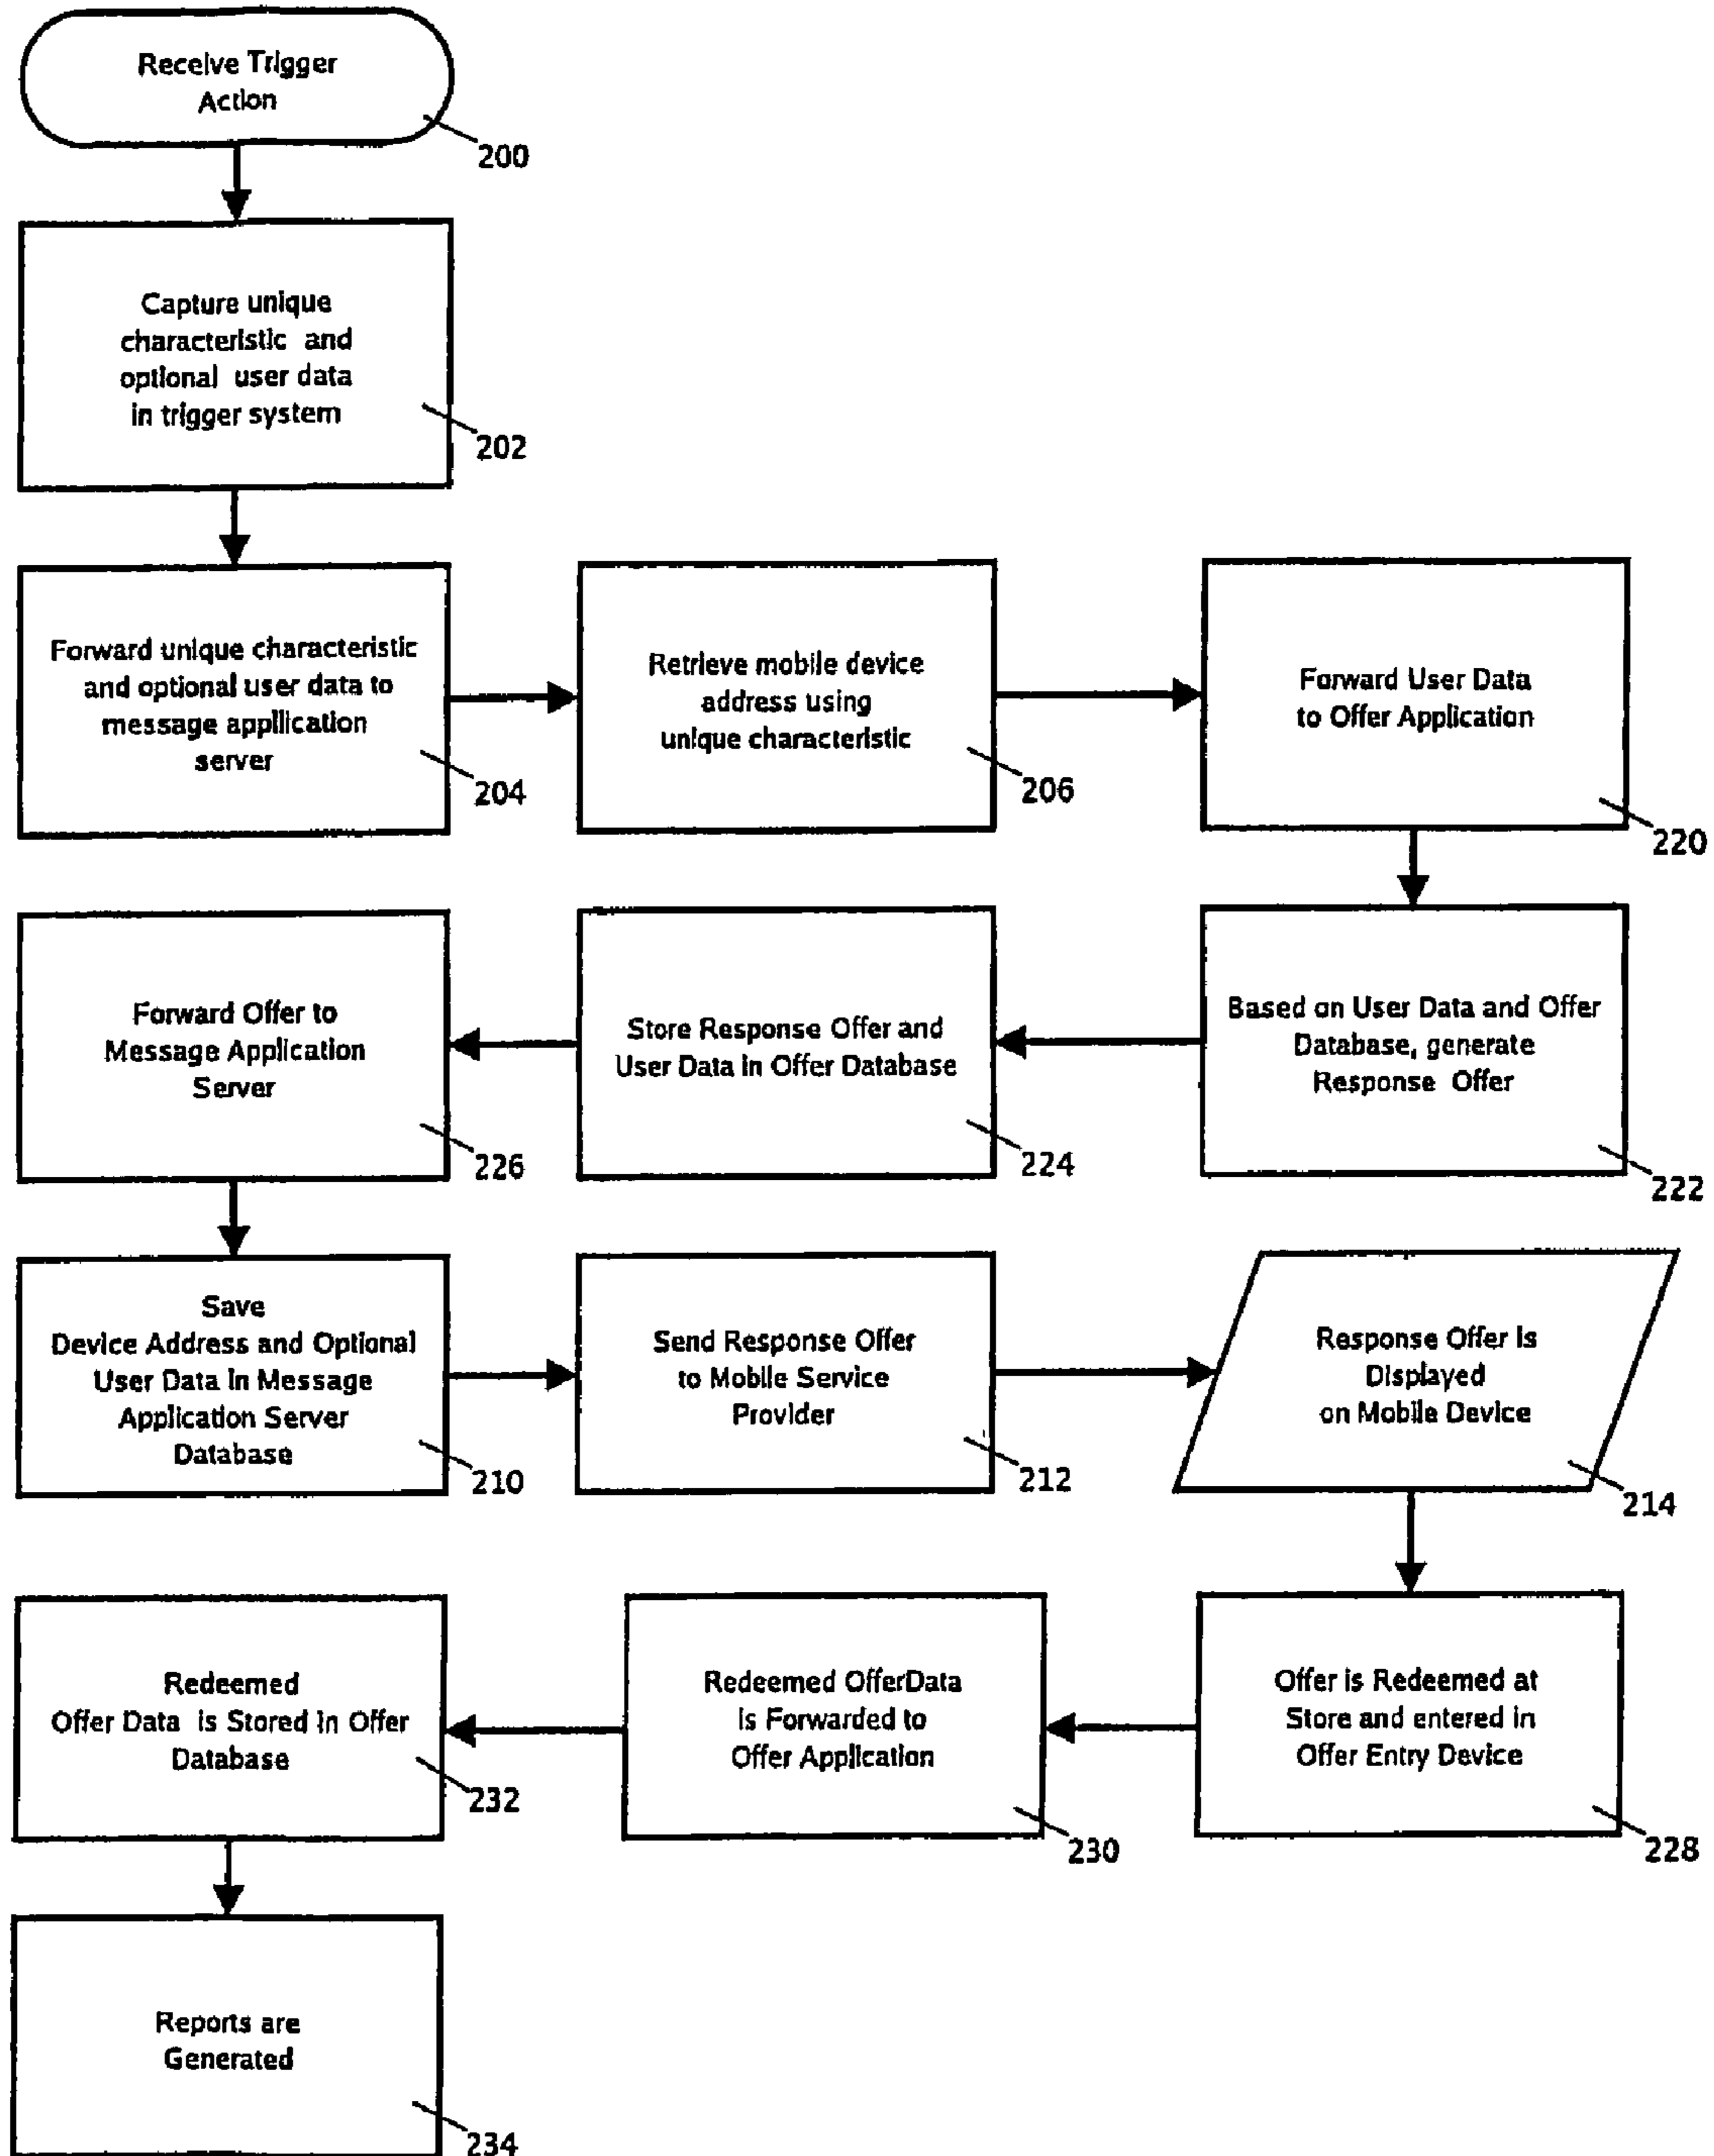 Receive Trigger
Action
200
Capture unique
characteristic and
optional user data
in trigger system
202
Forward unique characteristic
and optional user data to
message application
server
204
Retrieve mobile device
address using
unique characteristic
206
Forward User Data
to Offer Application
220
Based on User Data and Offer
Database, generate
Response Offer
222
Store Response Offer and
User Data in Offer Database
224
Forward Offer to
Message Application
Server
226
Save
Device Address and Optional
User Data in Message
Application Server
Database
210
Send Response Offer
to Mobile Service
Provider
212
Response Offer is
Displayed
on Mobile Device
214
Offer is Redeemed at
Store and entered in
Offer Entry Device
228
Redeemed OfferData
is Forwarded to
Offer Application
230
Redeemed
Offer Data is Stored in Offer
Database
232
Reports are
Generated
234